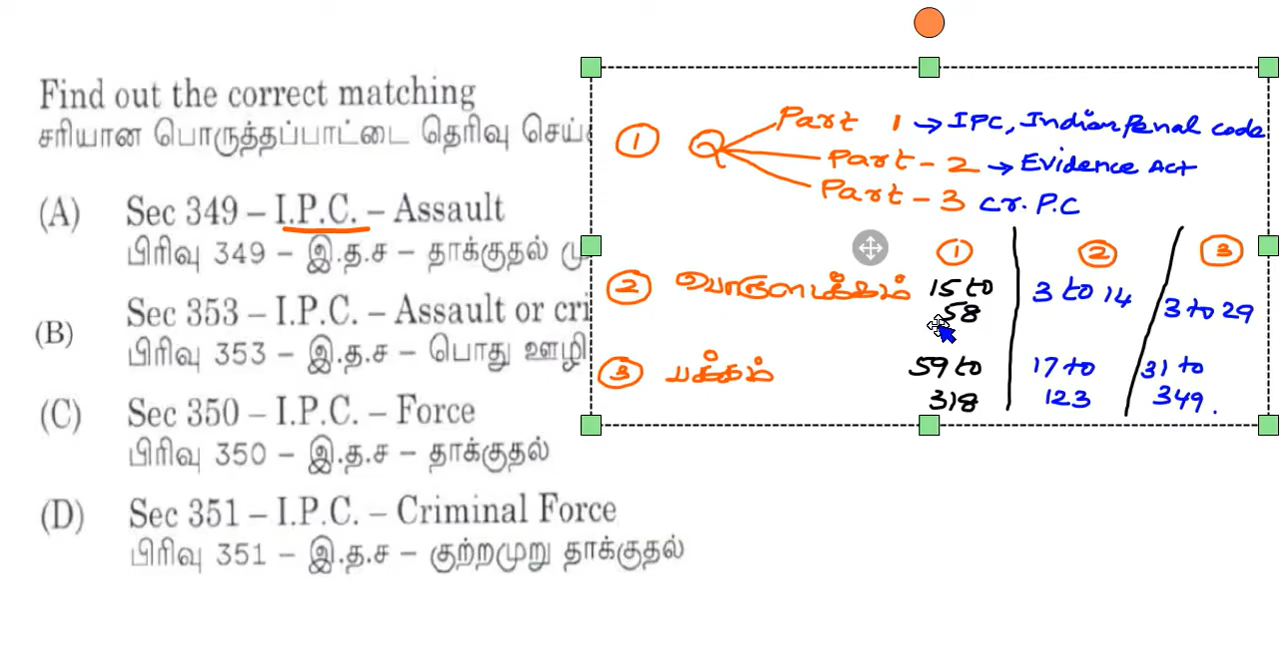 Find out the correct matching
சரியான பொருத்தப்பாட்டை தெரிவு செய்
(A) Sec 349 – I.P.C. – Assault
பிரிவு 349 – இ.த.ச – தாக்குதல் மு
(B) Sec 353 – I.P.C. – Assault or cri
பிரிவு 353 – இ.த.ச – பொது ஊழி
(C) Sec 350 – I.P.C. – Force
பிரிவு 350 – இ.த.ச – தாக்குதல்
(D) Sec 351 – I.P.C. – Criminal Force
பிரிவு 351 – இ.த.ச – குற்றமுறு தாக்குதல்
① Q Part 1 → IPC, Indian Penal code
Part - 2 → Evidence Act
Part - 3 Cr. P.C
① ② ③
② பொருளடக்கம் 15 to 58 3 to 14 3 to 29
③ பக்கம் 59 to 318 17 to 123 31 to 349.